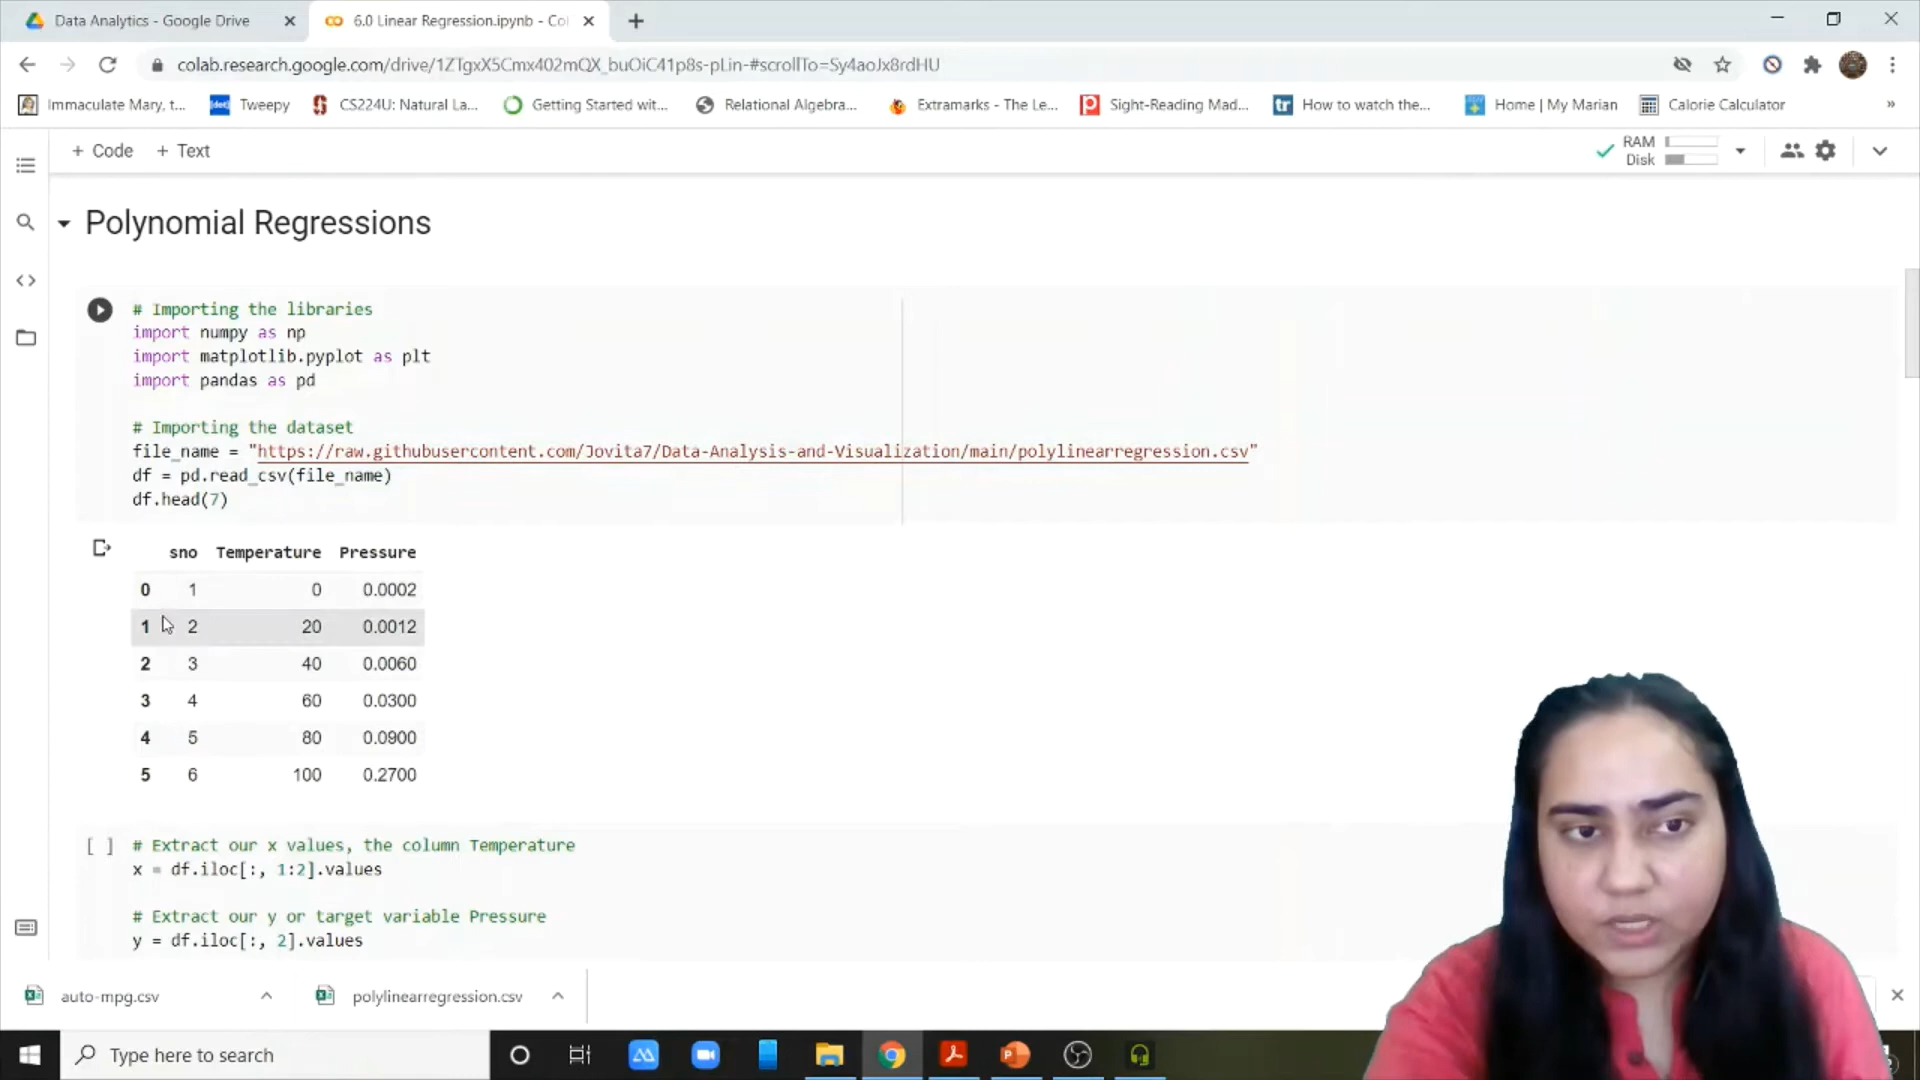 Data Analytics - Google Drive
6.0 Linear Regression.ipynb - Co
colab.research.google.com/drive/1ZTgxX5Cmx402mQX_buOiC41p8s-pLin-#scrollTo=Sy4aoJx8rdHU
Immaculate Mary, t...
Tweepy
CS224U: Natural La...
Getting Started wit...
Relational Algebra...
Extramarks - The Le...
Sight-Reading Mad...
How to watch the...
Home | My Marian
Calorie Calculator
»
+ Code + Text
RAM
Disk
Polynomial Regressions
# Importing the libraries
import numpy as np
import matplotlib.pyplot as plt
import pandas as pd
# Importing the dataset
file_name = "https://raw.githubusercontent.com/Jovita7/Data-Analysis-and-Visualization/main/polylinearregression.csv"
df = pd.read_csv(file_name)
df.head(7)
sno Temperature Pressure
0 1 0 0.0002
1 2 20 0.0012
2 3 40 0.0060
3 4 60 0.0300
4 5 80 0.0900
5 6 100 0.2700
[ ] # Extract our x values, the column Temperature
x = df.iloc[:, 1:2].values
# Extract our y or target variable Pressure
y = df.iloc[:, 2].values
auto-mpg.csv
polylinearregression.csv
Type here to search